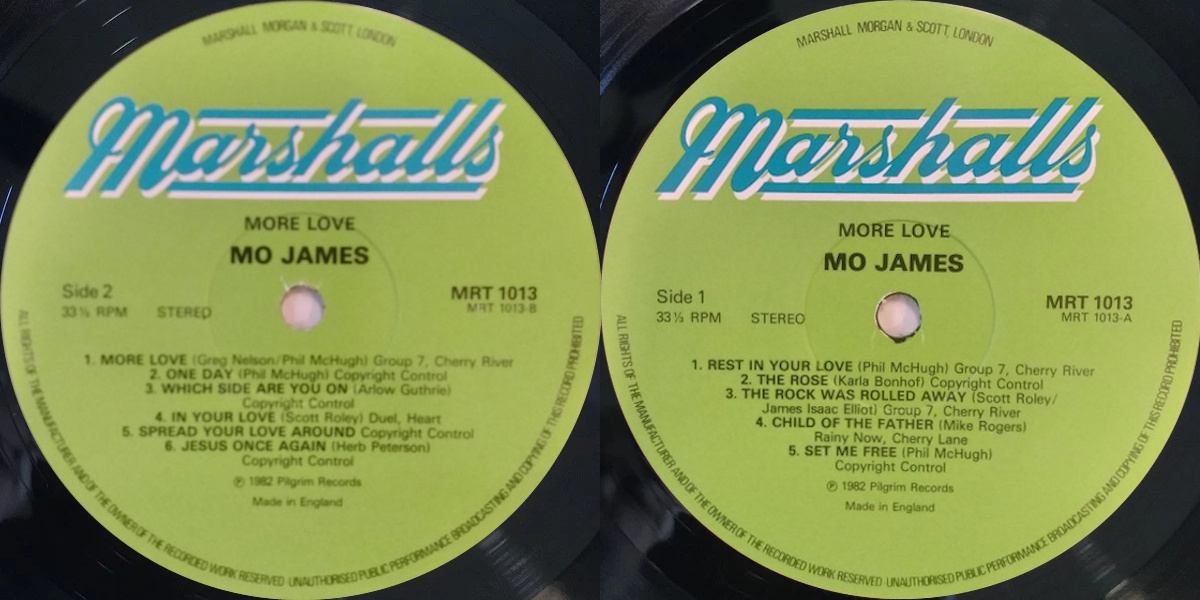 MARSHALL MORGAN & SCOTT, LONDON
Marshalls
MORE LOVE
MO JAMES
Side 2
33⅓ RPM STEREO
MRT 1013
MRT 1013-B
1. MORE LOVE (Greg Nelson/Phil McHugh) Group 7, Cherry River
2. ONE DAY (Phil McHugh) Copyright Control
3. WHICH SIDE ARE YOU ON (Arlow Guthrie)
Copyright Control
4. IN YOUR LOVE (Scott Roley) Duel, Heart
5. SPREAD YOUR LOVE AROUND Copyright Control
6. JESUS ONCE AGAIN (Herb Peterson)
Copyright Control
℗ 1982 Pilgrim Records
Made in England
ALL RIGHTS OF THE MANUFACTURER AND OF THE OWNER OF THE RECORDED WORK RESERVED UNAUTHORISED PUBLIC PERFORMANCE BROADCASTING AND COPYING OF THIS RECORD PROHIBITED
MARSHALL MORGAN & SCOTT, LONDON
Marshalls
MORE LOVE
MO JAMES
Side 1
33⅓ RPM STEREO
MRT 1013
MRT 1013-A
1. REST IN YOUR LOVE (Phil McHugh) Group 7, Cherry River
2. THE ROSE (Karla Bonhof) Copyright Control
3. THE ROCK WAS ROLLED AWAY (Scott Roley/
James Isaac Elliot) Group 7, Cherry River
4. CHILD OF THE FATHER (Mike Rogers)
Rainy Now, Cherry Lane
5. SET ME FREE (Phil McHugh)
Copyright Control
℗ 1982 Pilgrim Records
Made in England
ALL RIGHTS OF THE MANUFACTURER AND OF THE OWNER OF THE RECORDED WORK RESERVED UNAUTHORISED PUBLIC PERFORMANCE BROADCASTING AND COPYING OF THIS RECORD PROHIBITED